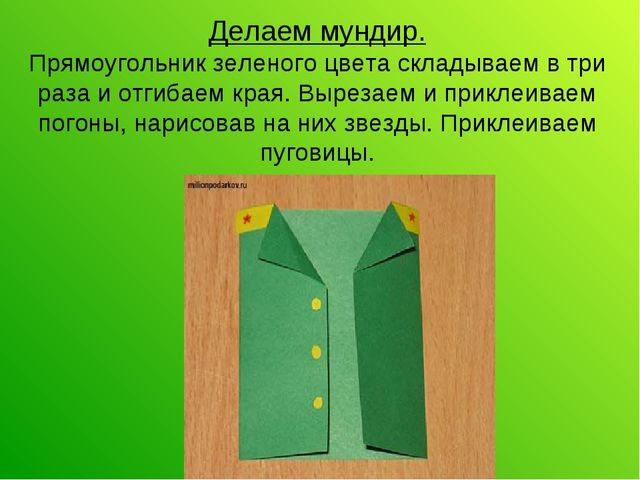 Делаем мундир.
Прямоугольник зеленого цвета складываем в три
раза и отгибаем края. Вырезаем и приклеиваем
погоны, нарисовав на них звезды. Приклеиваем
пуговицы.
milionpodarkov.ru